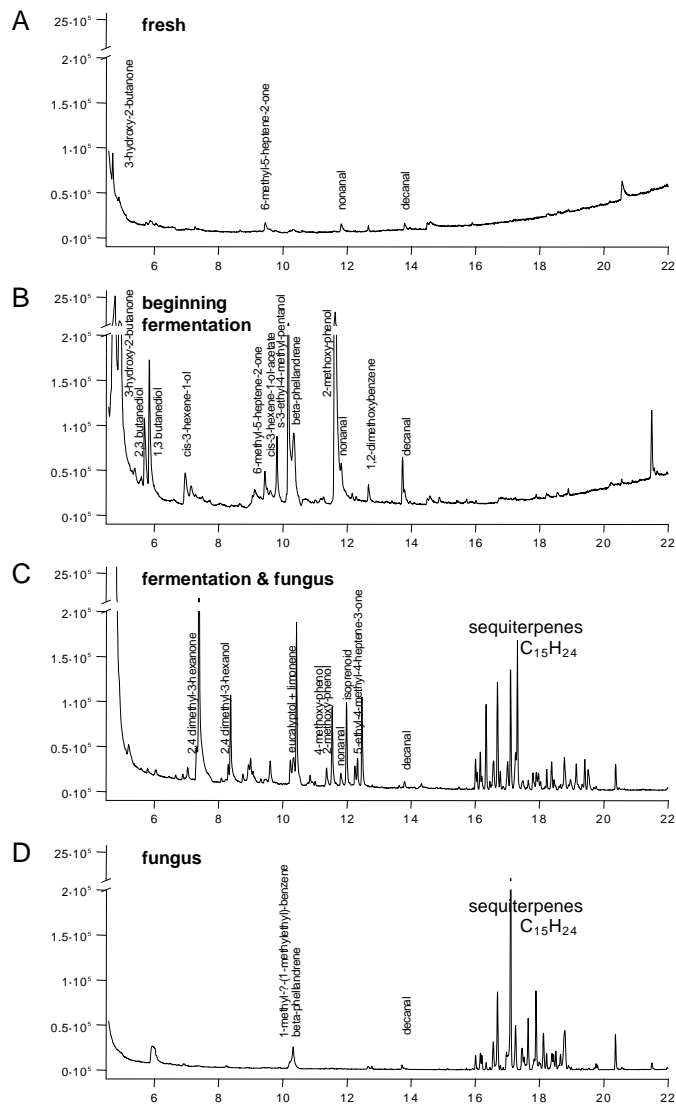 A
fresh
25·10⁵
2·10⁵
1.5·10⁵
1·10⁵
0.5·10⁵
0·10⁵
3-hydroxy-2-butanone
6-methyl-5-heptene-2-one
nonanal
decanal
6 8 10 12 14 16 18 20 22
B
beginning
fermentation
25·10⁵
2·10⁵
1.5·10⁵
1·10⁵
0.5·10⁵
0·10⁵
3-hydroxy-2-butanone
2,3 butanediol
1,3 butanediol
cis-3-hexene-1-ol
6-methyl-5-heptene-2-one
cis-3-hexene-1-ol-acetate
s-3-ethyl-4-methyl-pentanol
beta-phellandrene
2-methoxy-phenol
nonanal
1,2-dimethoxybenzene
decanal
6 8 10 12 14 16 18 20 22
C
fermentation & fungus
25·10⁵
2·10⁵
1.5·10⁵
1·10⁵
0.5·10⁵
0·10⁵
2,4 dimethyl-3-hexanone
2,4 dimethyl-3-hexanol
eucalyptol + limonene
4-methoxy-phenol
2-methoxy-phenol
nonanal
isoprenoid
5-ethyl-4-methyl-4-heptene-3-one
decanal
sequiterpenes
C₁₅H₂₄
6 8 10 12 14 16 18 20 22
D
fungus
25·10⁵
2·10⁵
1.5·10⁵
1·10⁵
0.5·10⁵
0·10⁵
1-methyl-?-(1-methylethyl)-benzene
beta-phellandrene
decanal
sequiterpenes
C₁₅H₂₄
6 8 10 12 14 16 18 20 22